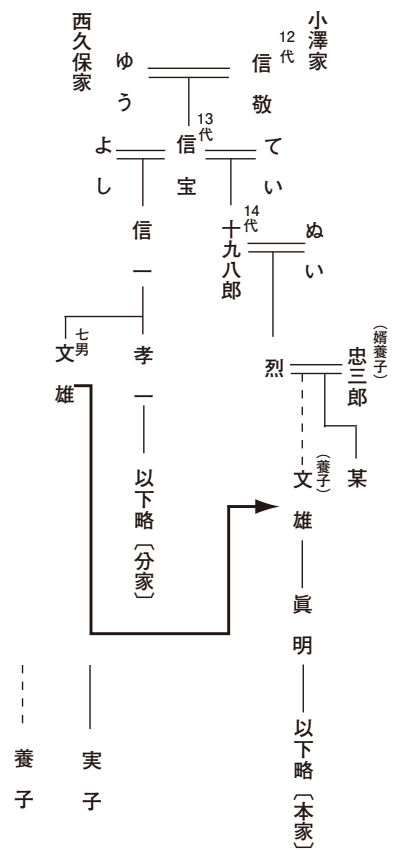 小澤家
12代
信敬
ゆう
西久保家
てい
13代
信宝
よし
ぬい
14代
十九八郎
信一
（婿養子）
忠三郎
烈
孝一
七男
文雄
某
（養子）
文雄
以下略〔分家〕
眞明
以下略〔本家〕
実子
養子